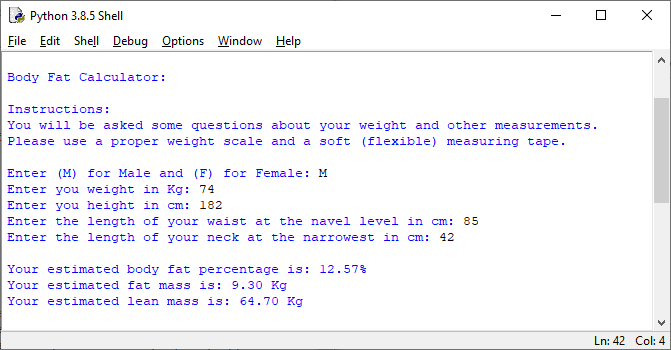 Python 3.8.5 Shell
File Edit Shell Debug Options Window Help
Body Fat Calculator:
Instructions:
You will be asked some questions about your weight and other measurements.
Please use a proper weight scale and a soft (flexible) measuring tape.
Enter (M) for Male and (F) for Female: M
Enter you weight in Kg: 74
Enter you height in cm: 182
Enter the length of your waist at the navel level in cm: 85
Enter the length of your neck at the narrowest in cm: 42
Your estimated body fat percentage is: 12.57%
Your estimated fat mass is: 9.30 Kg
Your estimated lean mass is: 64.70 Kg
Ln: 42 Col: 4